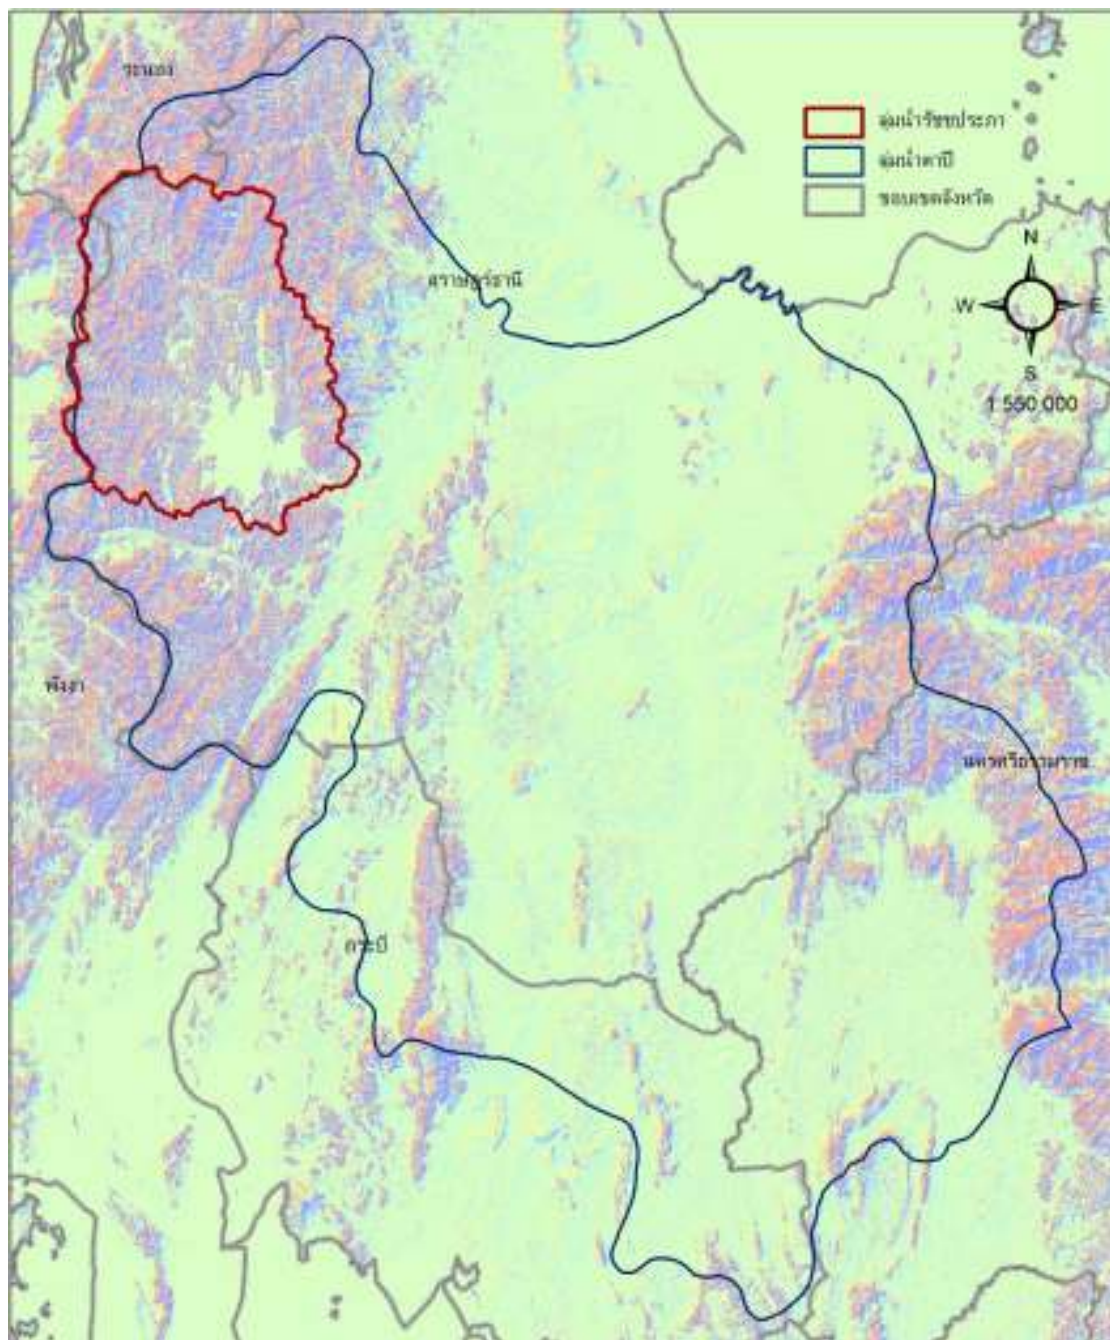 ระนอง
ลุ่มน้ำรัชชประภา
ลุ่มน้ำตาปี
ขอบเขตจังหวัด
N
สุราษฎร์ธานี
W
E
S
1:550,000
พังงา
นครศรีธรรมราช
กระบี่